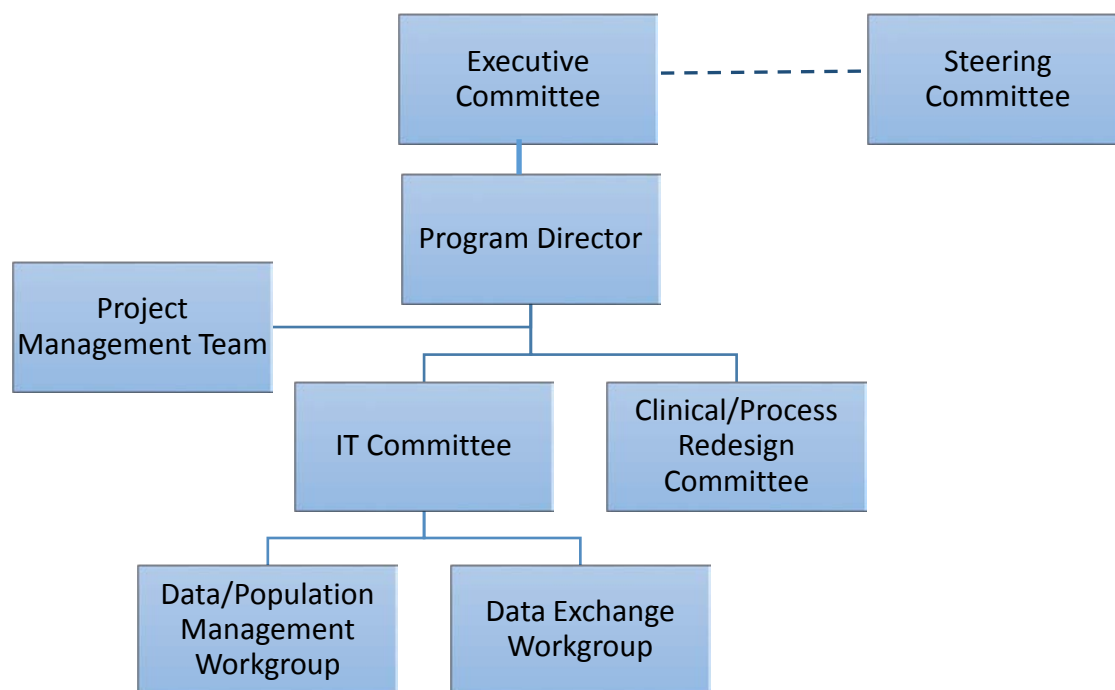 Executive
Committee
Steering
Committee
Program Director
Project
Management Team
IT Committee
Clinical/Process
Redesign
Committee
Data/Population
Management
Workgroup
Data Exchange
Workgroup